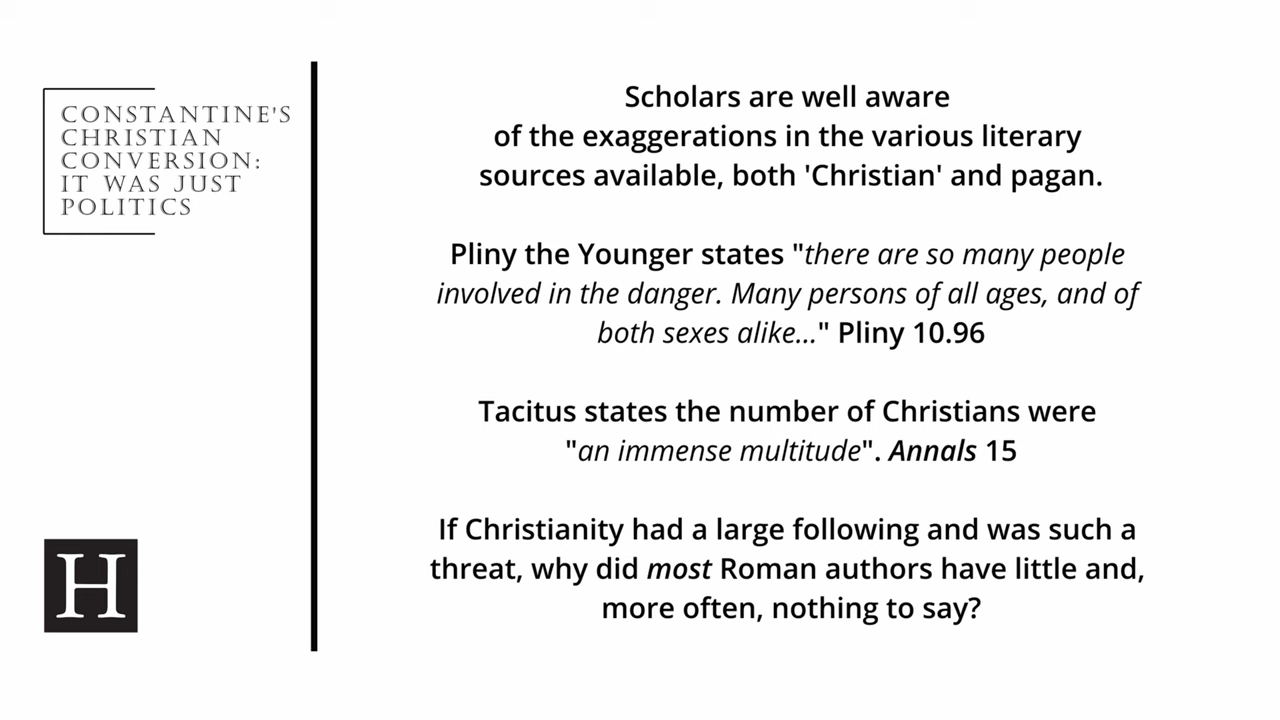 CONSTANTINE'S
CHRISTIAN
CONVERSION:
IT WAS JUST
POLITICS
H
Scholars are well aware
of the exaggerations in the various literary
sources available, both 'Christian' and pagan.
Pliny the Younger states "there are so many people
involved in the danger. Many persons of all ages, and of
both sexes alike..." Pliny 10.96
Tacitus states the number of Christians were
"an immense multitude". Annals 15
If Christianity had a large following and was such a
threat, why did most Roman authors have little and,
more often, nothing to say?